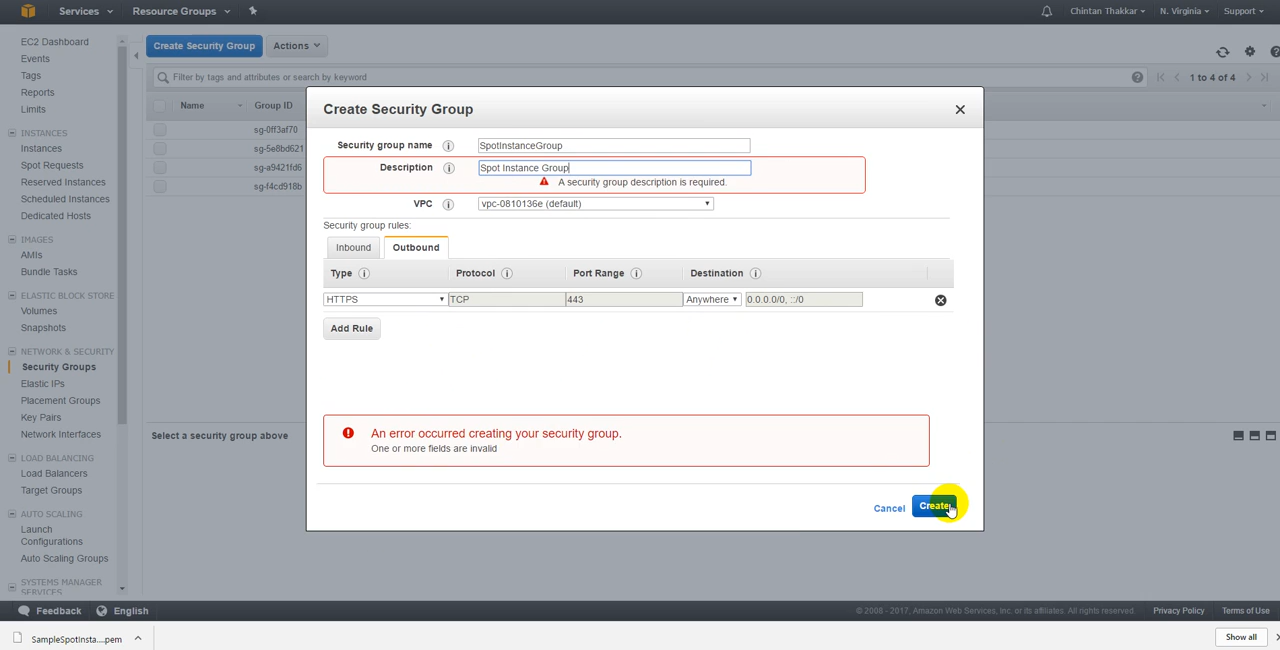 Services
Resource Groups
Chintan Thakkar
N. Virginia
Support
EC2 Dashboard
Events
Tags
Reports
Limits
INSTANCES
Instances
Spot Requests
Reserved Instances
Scheduled Instances
Dedicated Hosts
IMAGES
AMIs
Bundle Tasks
ELASTIC BLOCK STORE
Volumes
Snapshots
NETWORK & SECURITY
Security Groups
Elastic IPs
Placement Groups
Key Pairs
Network Interfaces
LOAD BALANCING
Load Balancers
Target Groups
AUTO SCALING
Launch
Configurations
Auto Scaling Groups
SYSTEMS MANAGER
SERVICES
Create Security Group
Actions
Filter by tags and attributes or search by keyword
1 to 4 of 4
Name
Group ID
sg-0ff3af70
sg-5e8bd621
sg-a9421fd6
sg-f4cd918b
Select a security group above
Create Security Group
Security group name
SpotInstanceGroup
Description
Spot Instance Group
A security group description is required.
VPC
vpc-0810136e (default)
Security group rules:
Inbound
Outbound
Type
Protocol
Port Range
Destination
HTTPS
TCP
443
Anywhere
0.0.0.0/0, ::/0
Add Rule
An error occurred creating your security group.
One or more fields are invalid
Cancel
Create
Feedback
English
© 2008 - 2017, Amazon Web Services, Inc. or its affiliates. All rights reserved.
Privacy Policy
Terms of Use
SampleSpotInsta....pem
Show all